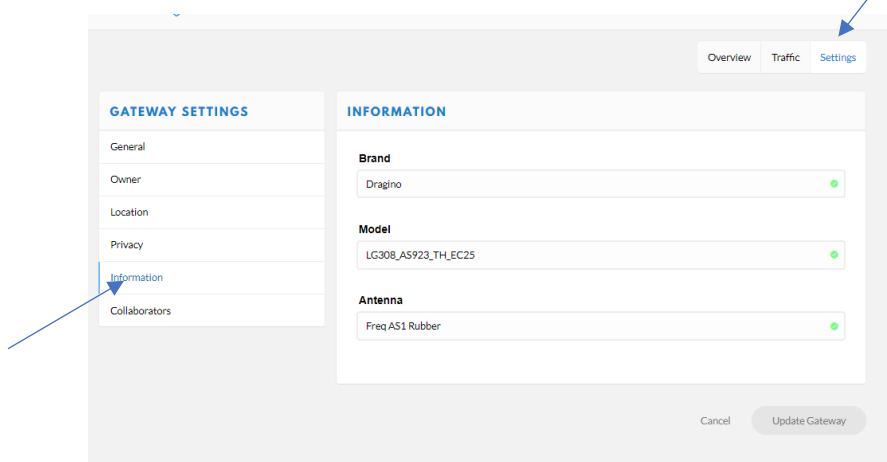 Overview Traffic Settings
GATEWAY SETTINGS
General
Owner
Location
Privacy
Information
Collaborators
INFORMATION
Brand
Dragino
Model
LG308_AS923_TH_EC25
Antenna
Freq AS1 Rubber
Cancel Update Gateway